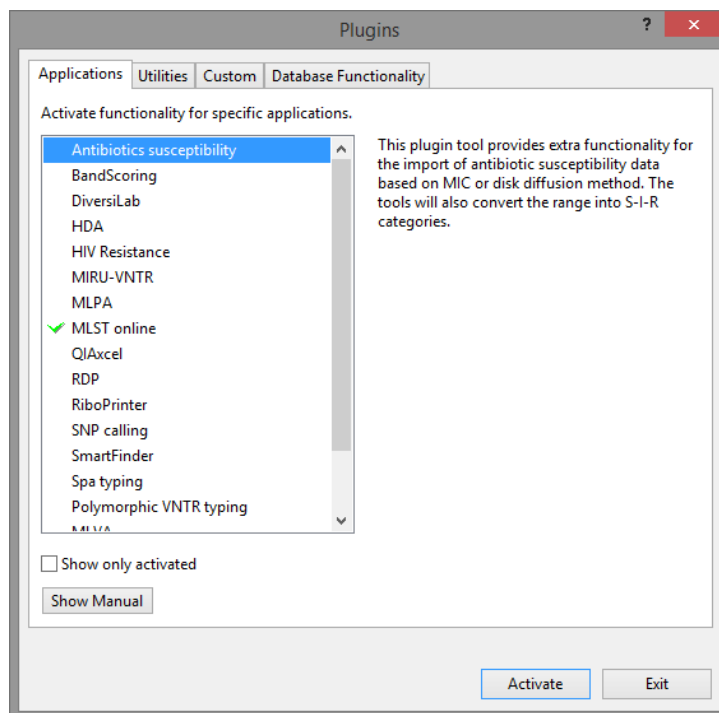 Plugins
?
Applications Utilities Custom Database Functionality
Activate functionality for specific applications.
Antibiotics susceptibility
BandScoring
DiversiLab
HDA
HIV Resistance
MIRU-VNTR
MLPA
MLST online
QIAxcel
RDP
RiboPrinter
SNP calling
SmartFinder
Spa typing
Polymorphic VNTR typing
MLVA
This plugin tool provides extra functionality for
the import of antibiotic susceptibility data
based on MIC or disk diffusion method. The
tools will also convert the range into S-I-R
categories.
Show only activated
Show Manual
Activate Exit